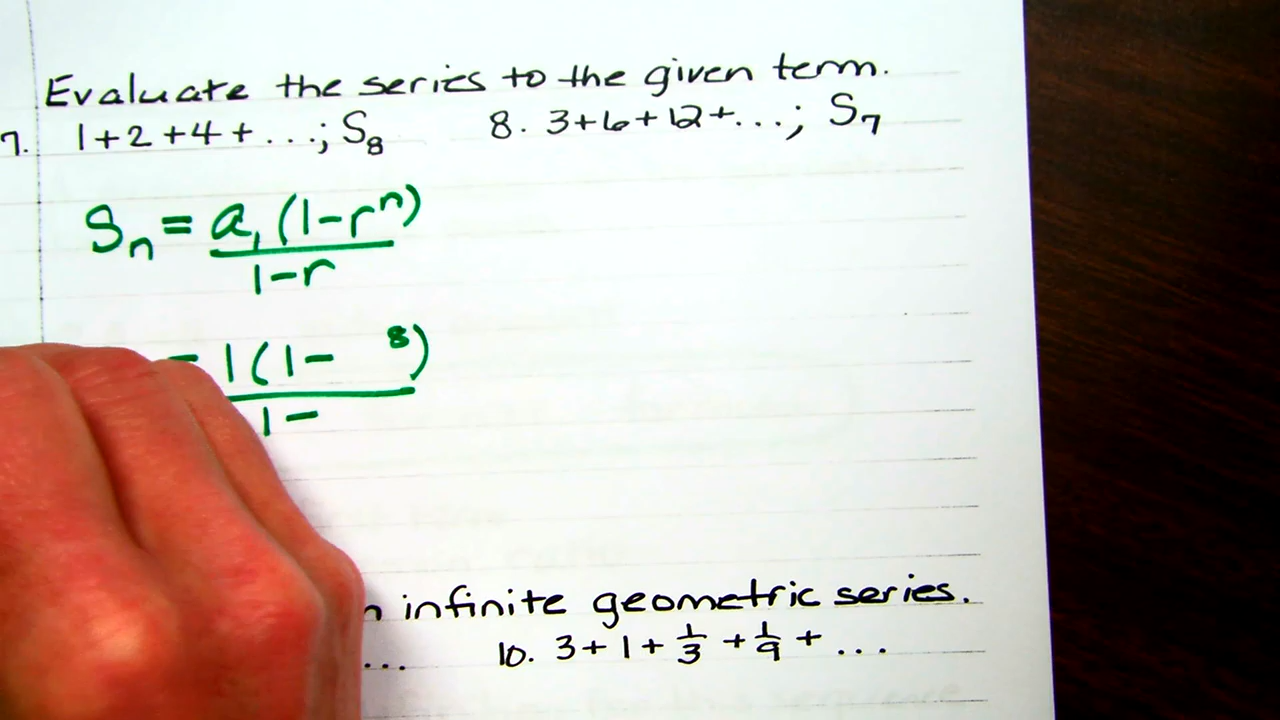 Evaluate the series to the given term.
7. 1+2+4+...; S₈ 8. 3+6+12+...; S₇
Sₙ = a₁(1-rⁿ)
1-r
= 1(1- ⁸)
1-
infinite geometric series.
... 10. 3+1+1/3+1/9+...